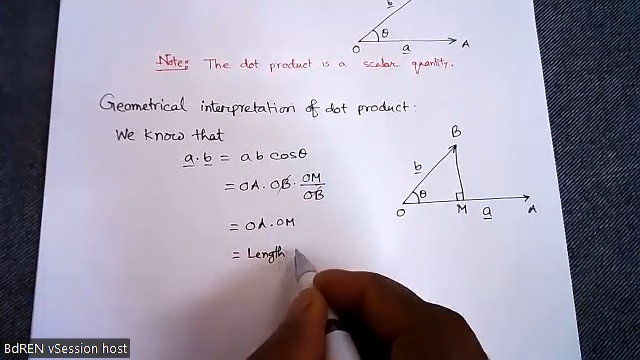 b
θ
O a A
Note: The dot product is a scalar quantity.
Geometrical interpretation of dot product:
We know that
a . b = a b cosθ
= OA . OB . OM/OB
= OA . OM
= Length
B
b
θ
O M a A
BdREN vSession host